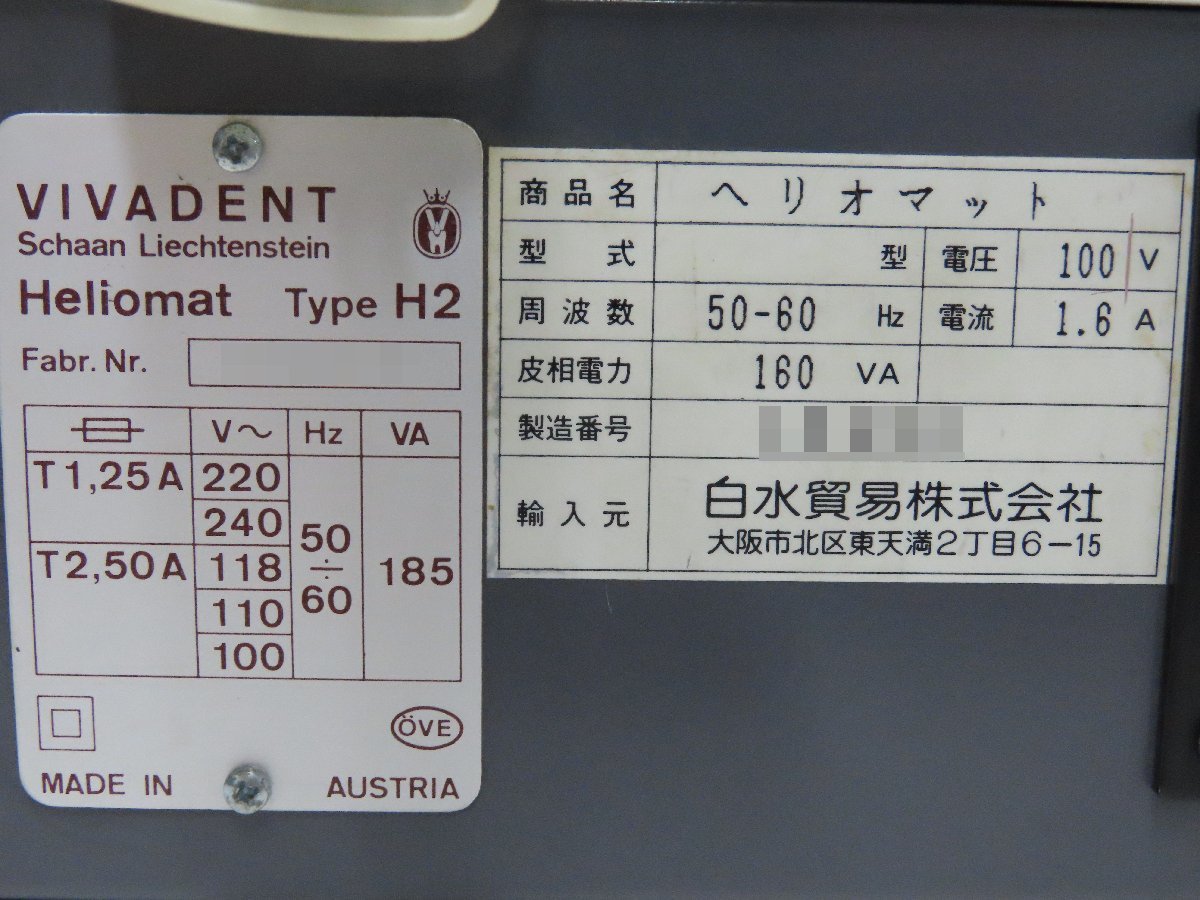 VIVADENT
Schaan Liechtenstein
Heliomat Type H2
Fabr. Nr.
V~ Hz VA
T1,25A 220
240
T2,50A 118 50÷60 185
110
100
ÖVE
MADE IN AUSTRIA
商品名 ヘリオマット
型式 型 電圧 100 V
周波数 50-60 Hz 電流 1.6 A
皮相電力 160 VA
製造番号
輸入元 白水貿易株式会社
大阪市北区東天満2丁目6-15